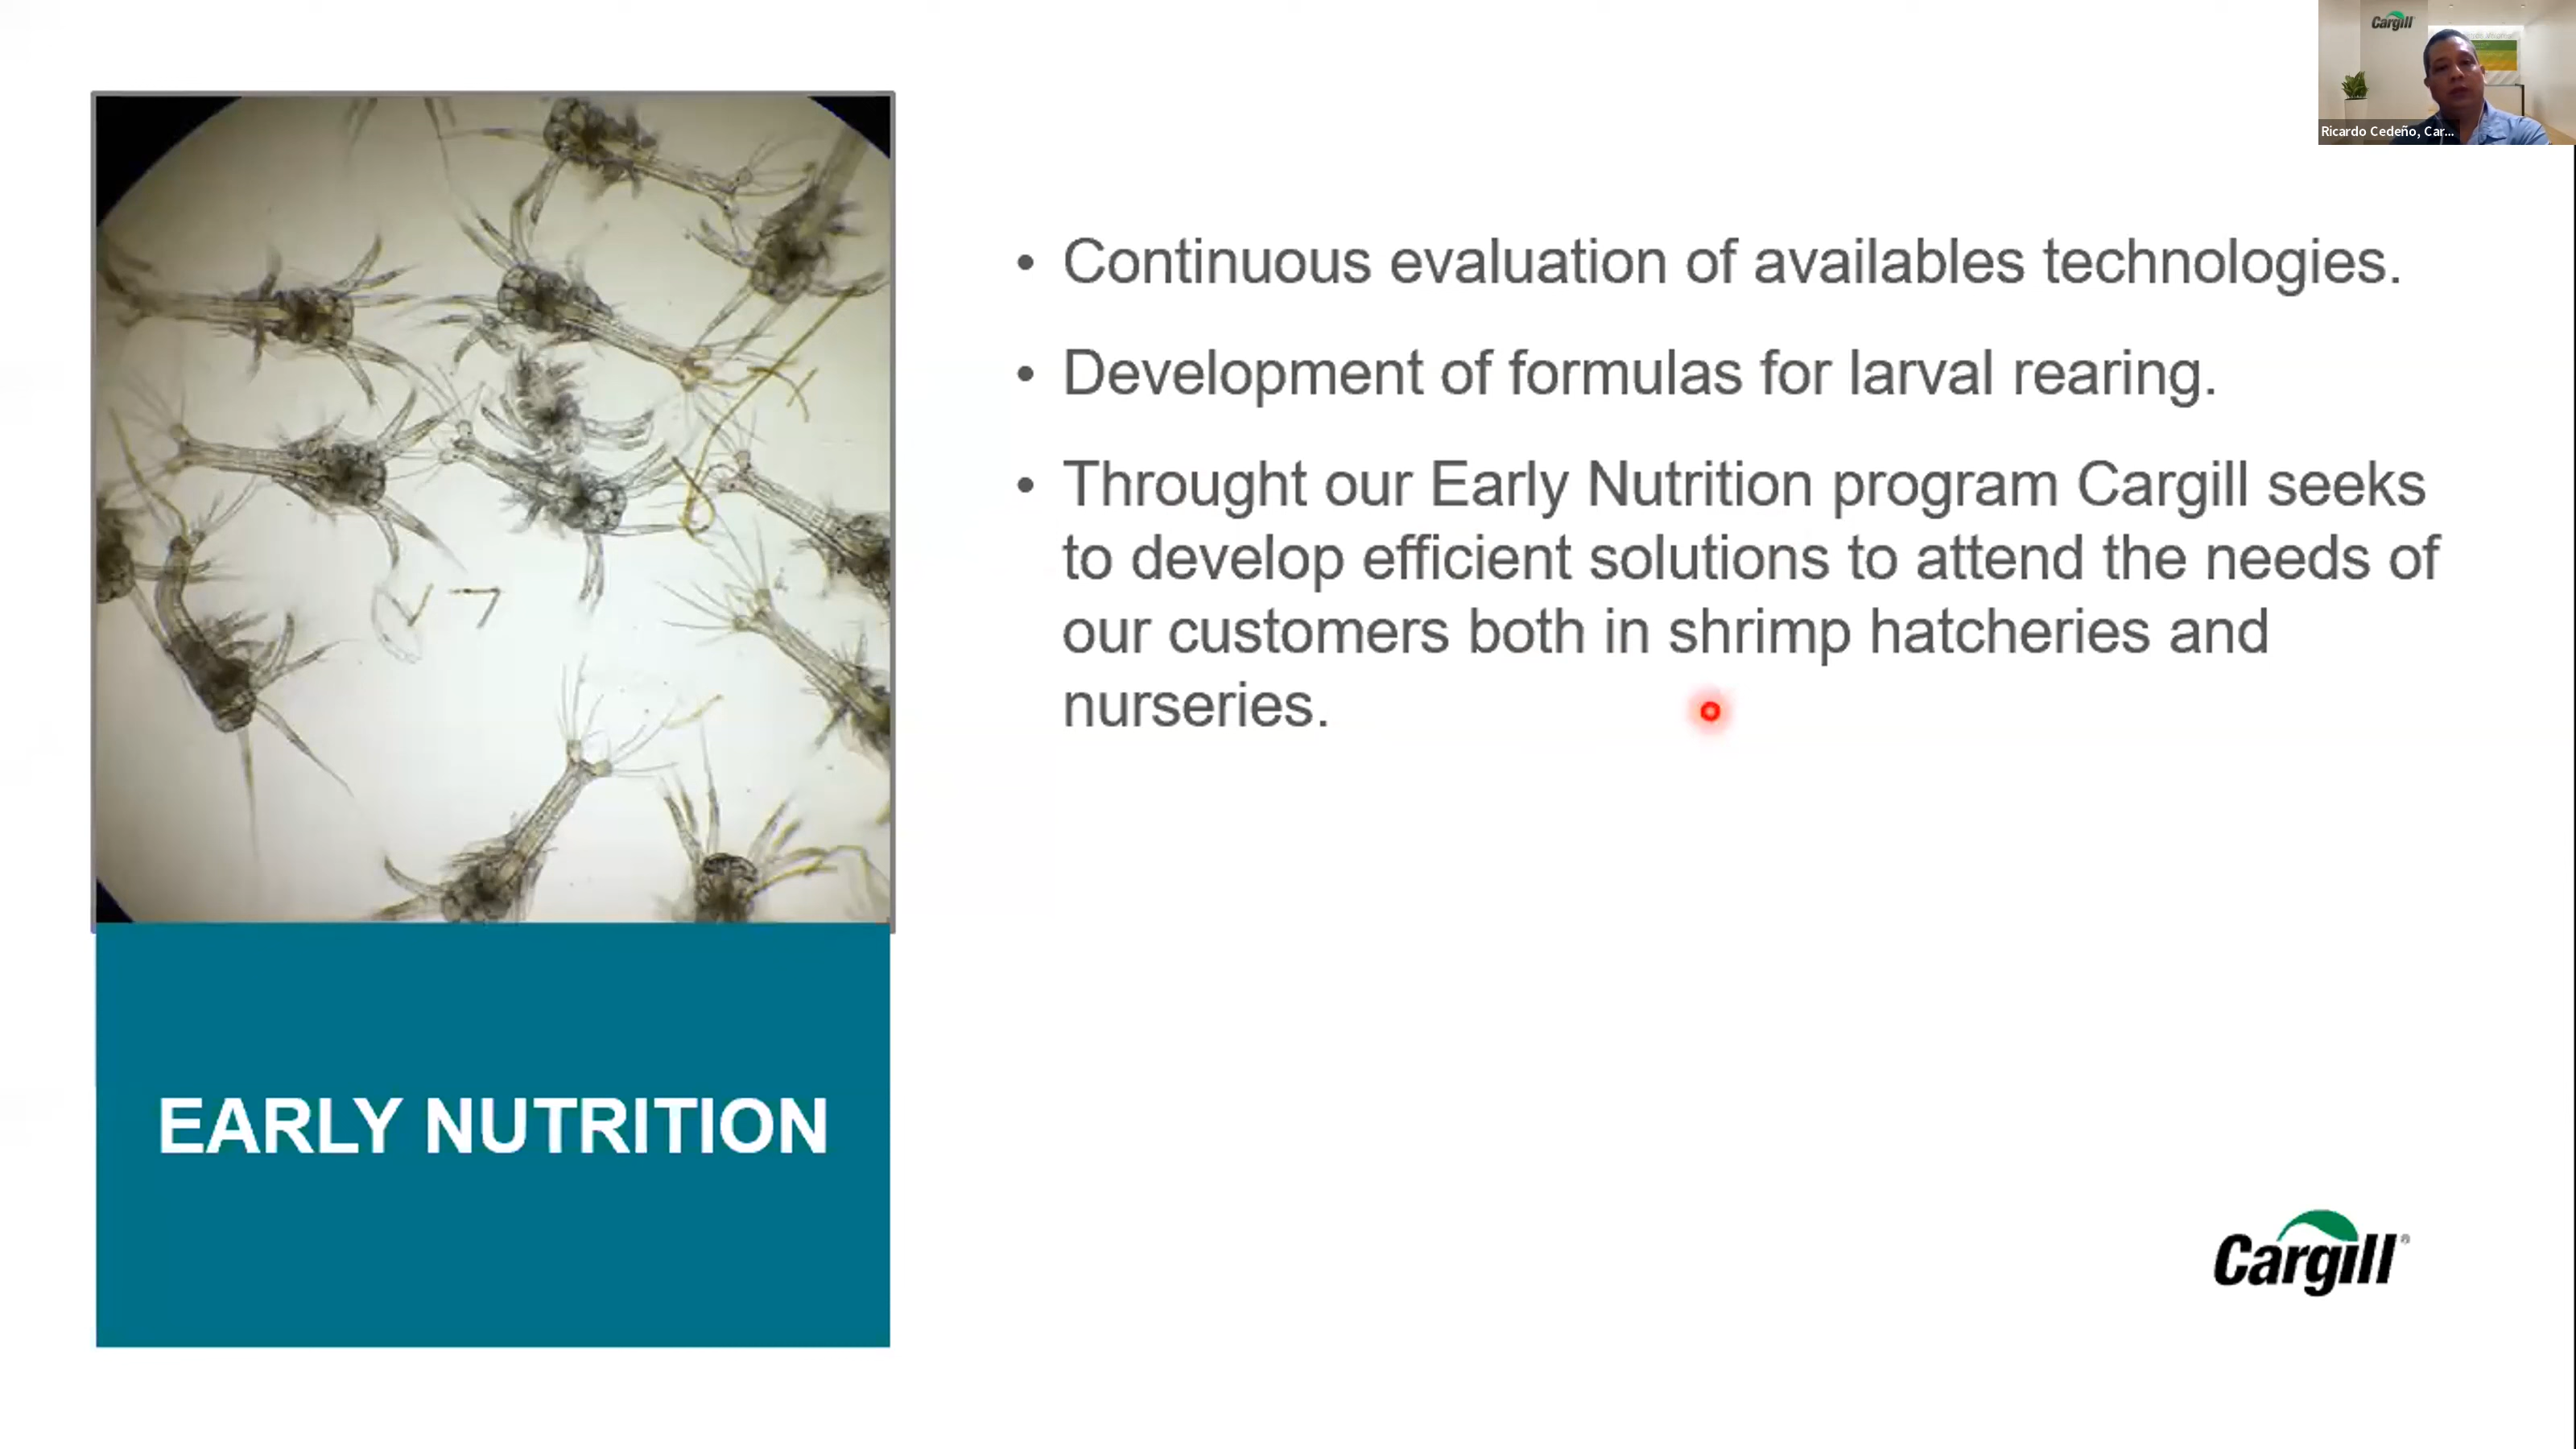 Cargill
Ricardo Cedeño, Car...
• Continuous evaluation of availables technologies.
• Development of formulas for larval rearing.
• Throught our Early Nutrition program Cargill seeks
to develop efficient solutions to attend the needs of
our customers both in shrimp hatcheries and
nurseries.
EARLY NUTRITION
Cargill®